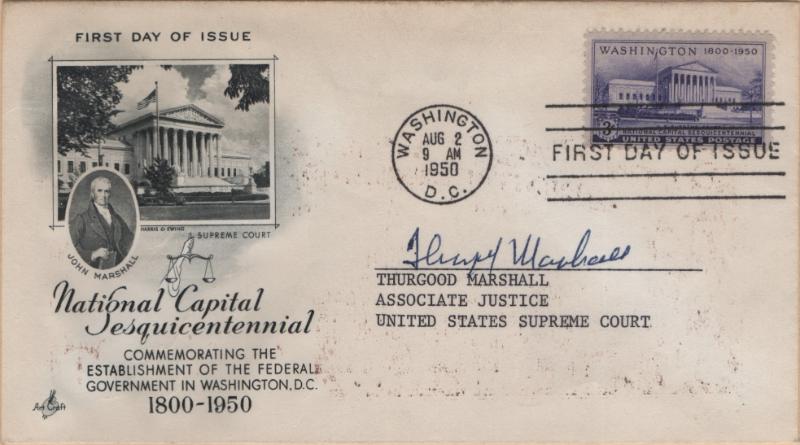 FIRST DAY OF ISSUE
HARRIS & EWING
SUPREME COURT
JOHN MARSHALL
National Capital
Sesquicentennial
COMMEMORATING THE
ESTABLISHMENT OF THE FEDERAL
GOVERNMENT IN WASHINGTON, D.C.
1800-1950
Art Craft
WASHINGTON
AUG 2
9 AM
1950
D.C.
WASHINGTON 1800-1950
3¢
NATIONAL CAPITAL SESQUICENTENNIAL
UNITED STATES POSTAGE
FIRST DAY OF ISSUE
Thurgood Marshall
THURGOOD MARSHALL
ASSOCIATE JUSTICE
UNITED STATES SUPREME COURT